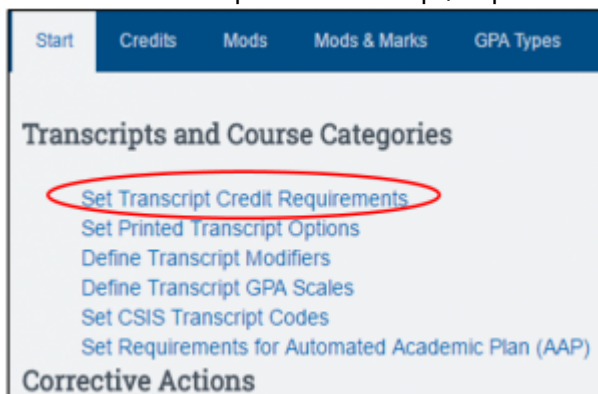 Start Credits Mods Mods & Marks GPA Types
Transcripts and Course Categories
Set Transcript Credit Requirements
Set Printed Transcript Options
Define Transcript Modifiers
Define Transcript GPA Scales
Set CSIS Transcript Codes
Set Requirements for Automated Academic Plan (AAP)
Corrective Actions